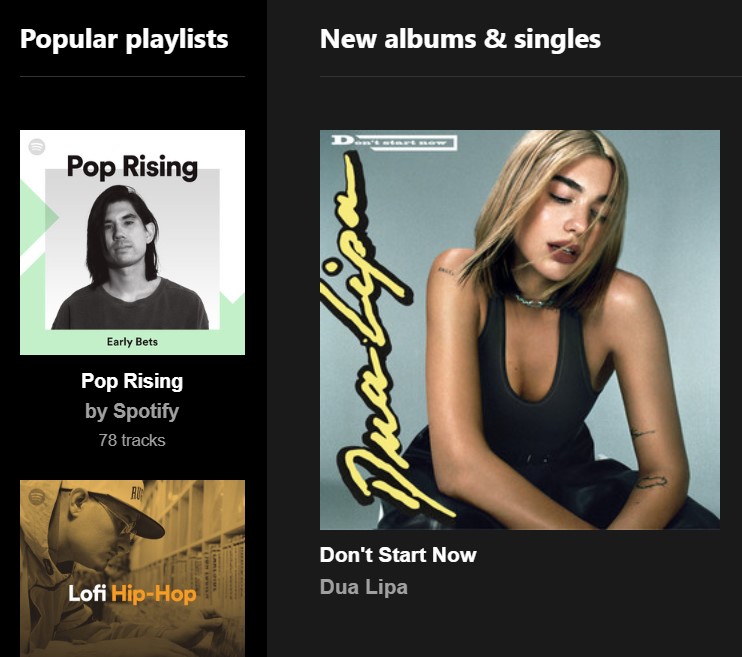 Popular playlists
Pop Rising
Early Bets
Pop Rising
by Spotify
78 tracks
Lofi Hip-Hop
New albums & singles
Don't start now
Dua Lipa
Don't Start Now
Dua Lipa